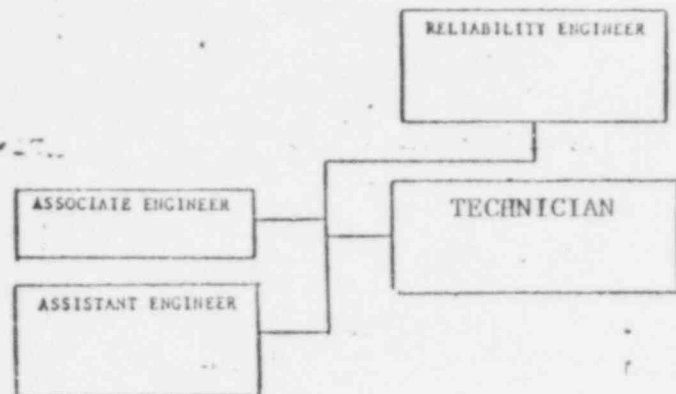 RELIABILITY ENGINEER
ASSOCIATE ENGINEER
TECHNICIAN
ASSISTANT ENGINEER